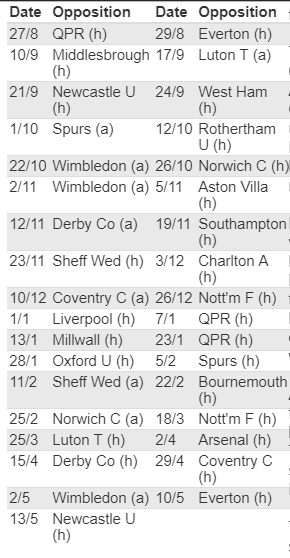 Date Opposition Date Opposition
27/8 QPR (h) 29/8 Everton (h)
10/9 Middlesbrough 17/9 Luton T (a)
(h)
21/9 Newcastle U 24/9 West Ham
(h) (h)
1/10 Spurs (a) 12/10 Rothertham
U (h)
22/10 Wimbledon (a) 26/10 Norwich C (h)
2/11 Wimbledon (a) 5/11 Aston Villa
(h)
12/11 Derby Co (a) 19/11 Southampton
(h)
23/11 Sheff Wed (h) 3/12 Charlton A
(h)
10/12 Coventry C (a) 26/12 Nott'm F (h)
1/1 Liverpool (h) 7/1 QPR (h)
13/1 Millwall (h) 23/1 QPR (h)
28/1 Oxford U (h) 5/2 Spurs (h)
11/2 Sheff Wed (a) 22/2 Bournemouth
(h)
25/2 Norwich C (a) 18/3 Nott'm F (h)
25/3 Luton T (h) 2/4 Arsenal (h)
15/4 Derby Co (h) 29/4 Coventry C
(h)
2/5 Wimbledon (a) 10/5 Everton (h)
13/5 Newcastle U
(h)